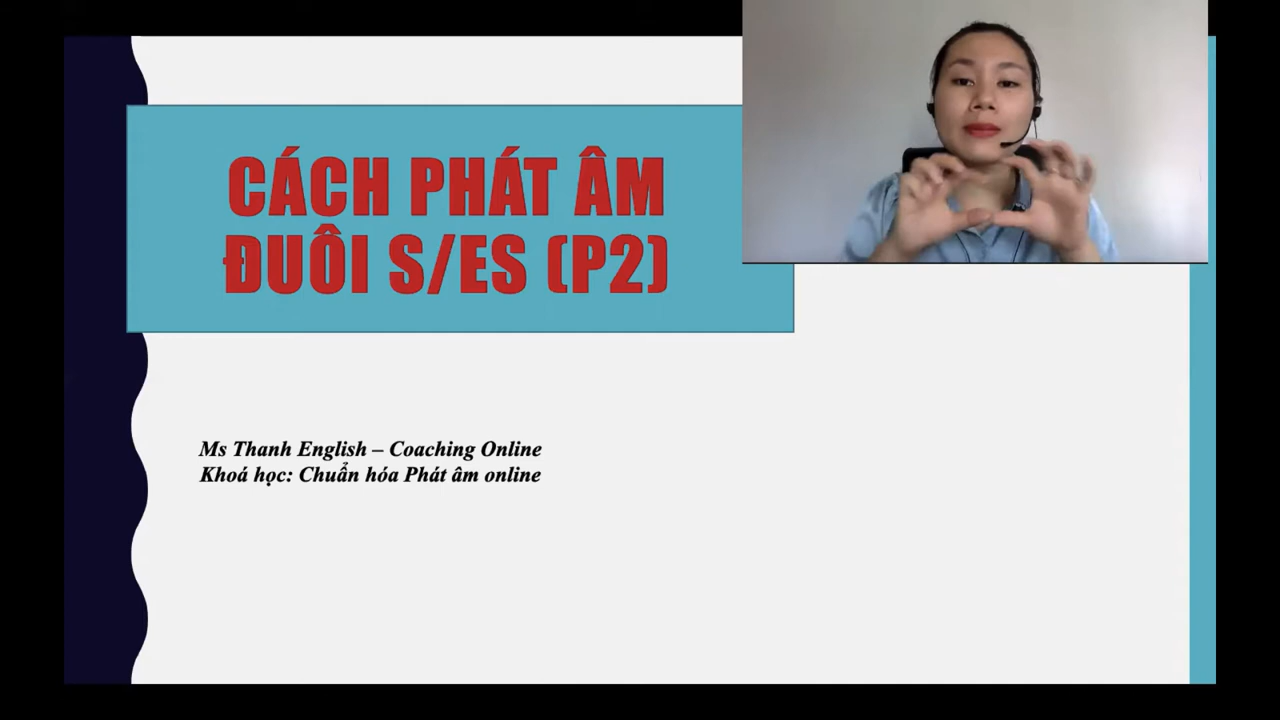 CÁCH PHÁT ÂM
ĐUÔI S/ES (P2)
Ms Thanh English – Coaching Online
Khoá học: Chuẩn hóa Phát âm online